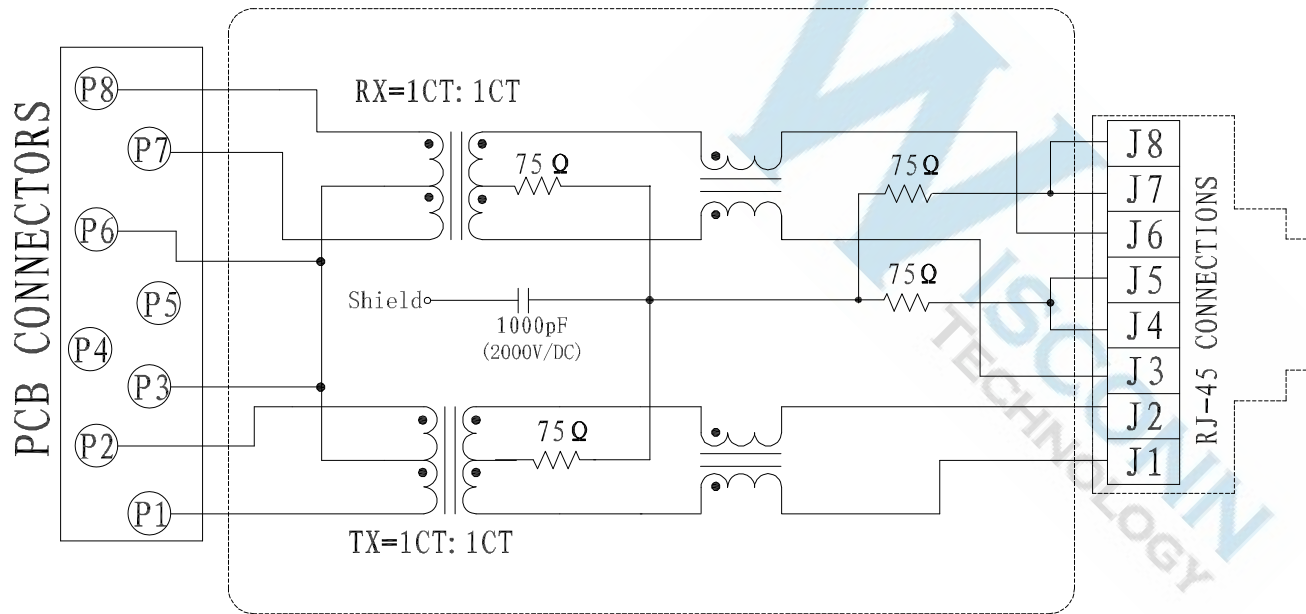 PCB CONNECTORS
P8
P7
P6
P5
P4
P3
P2
P1
RX=1CT: 1CT
75Ω
75Ω
75Ω
Shield
1000pF
(2000V/DC)
75Ω
TX=1CT: 1CT
J8
J7
J6
J5
J4
J3
J2
J1
RJ-45 CONNECTIONS
WISCONN
TECHNOLOGY